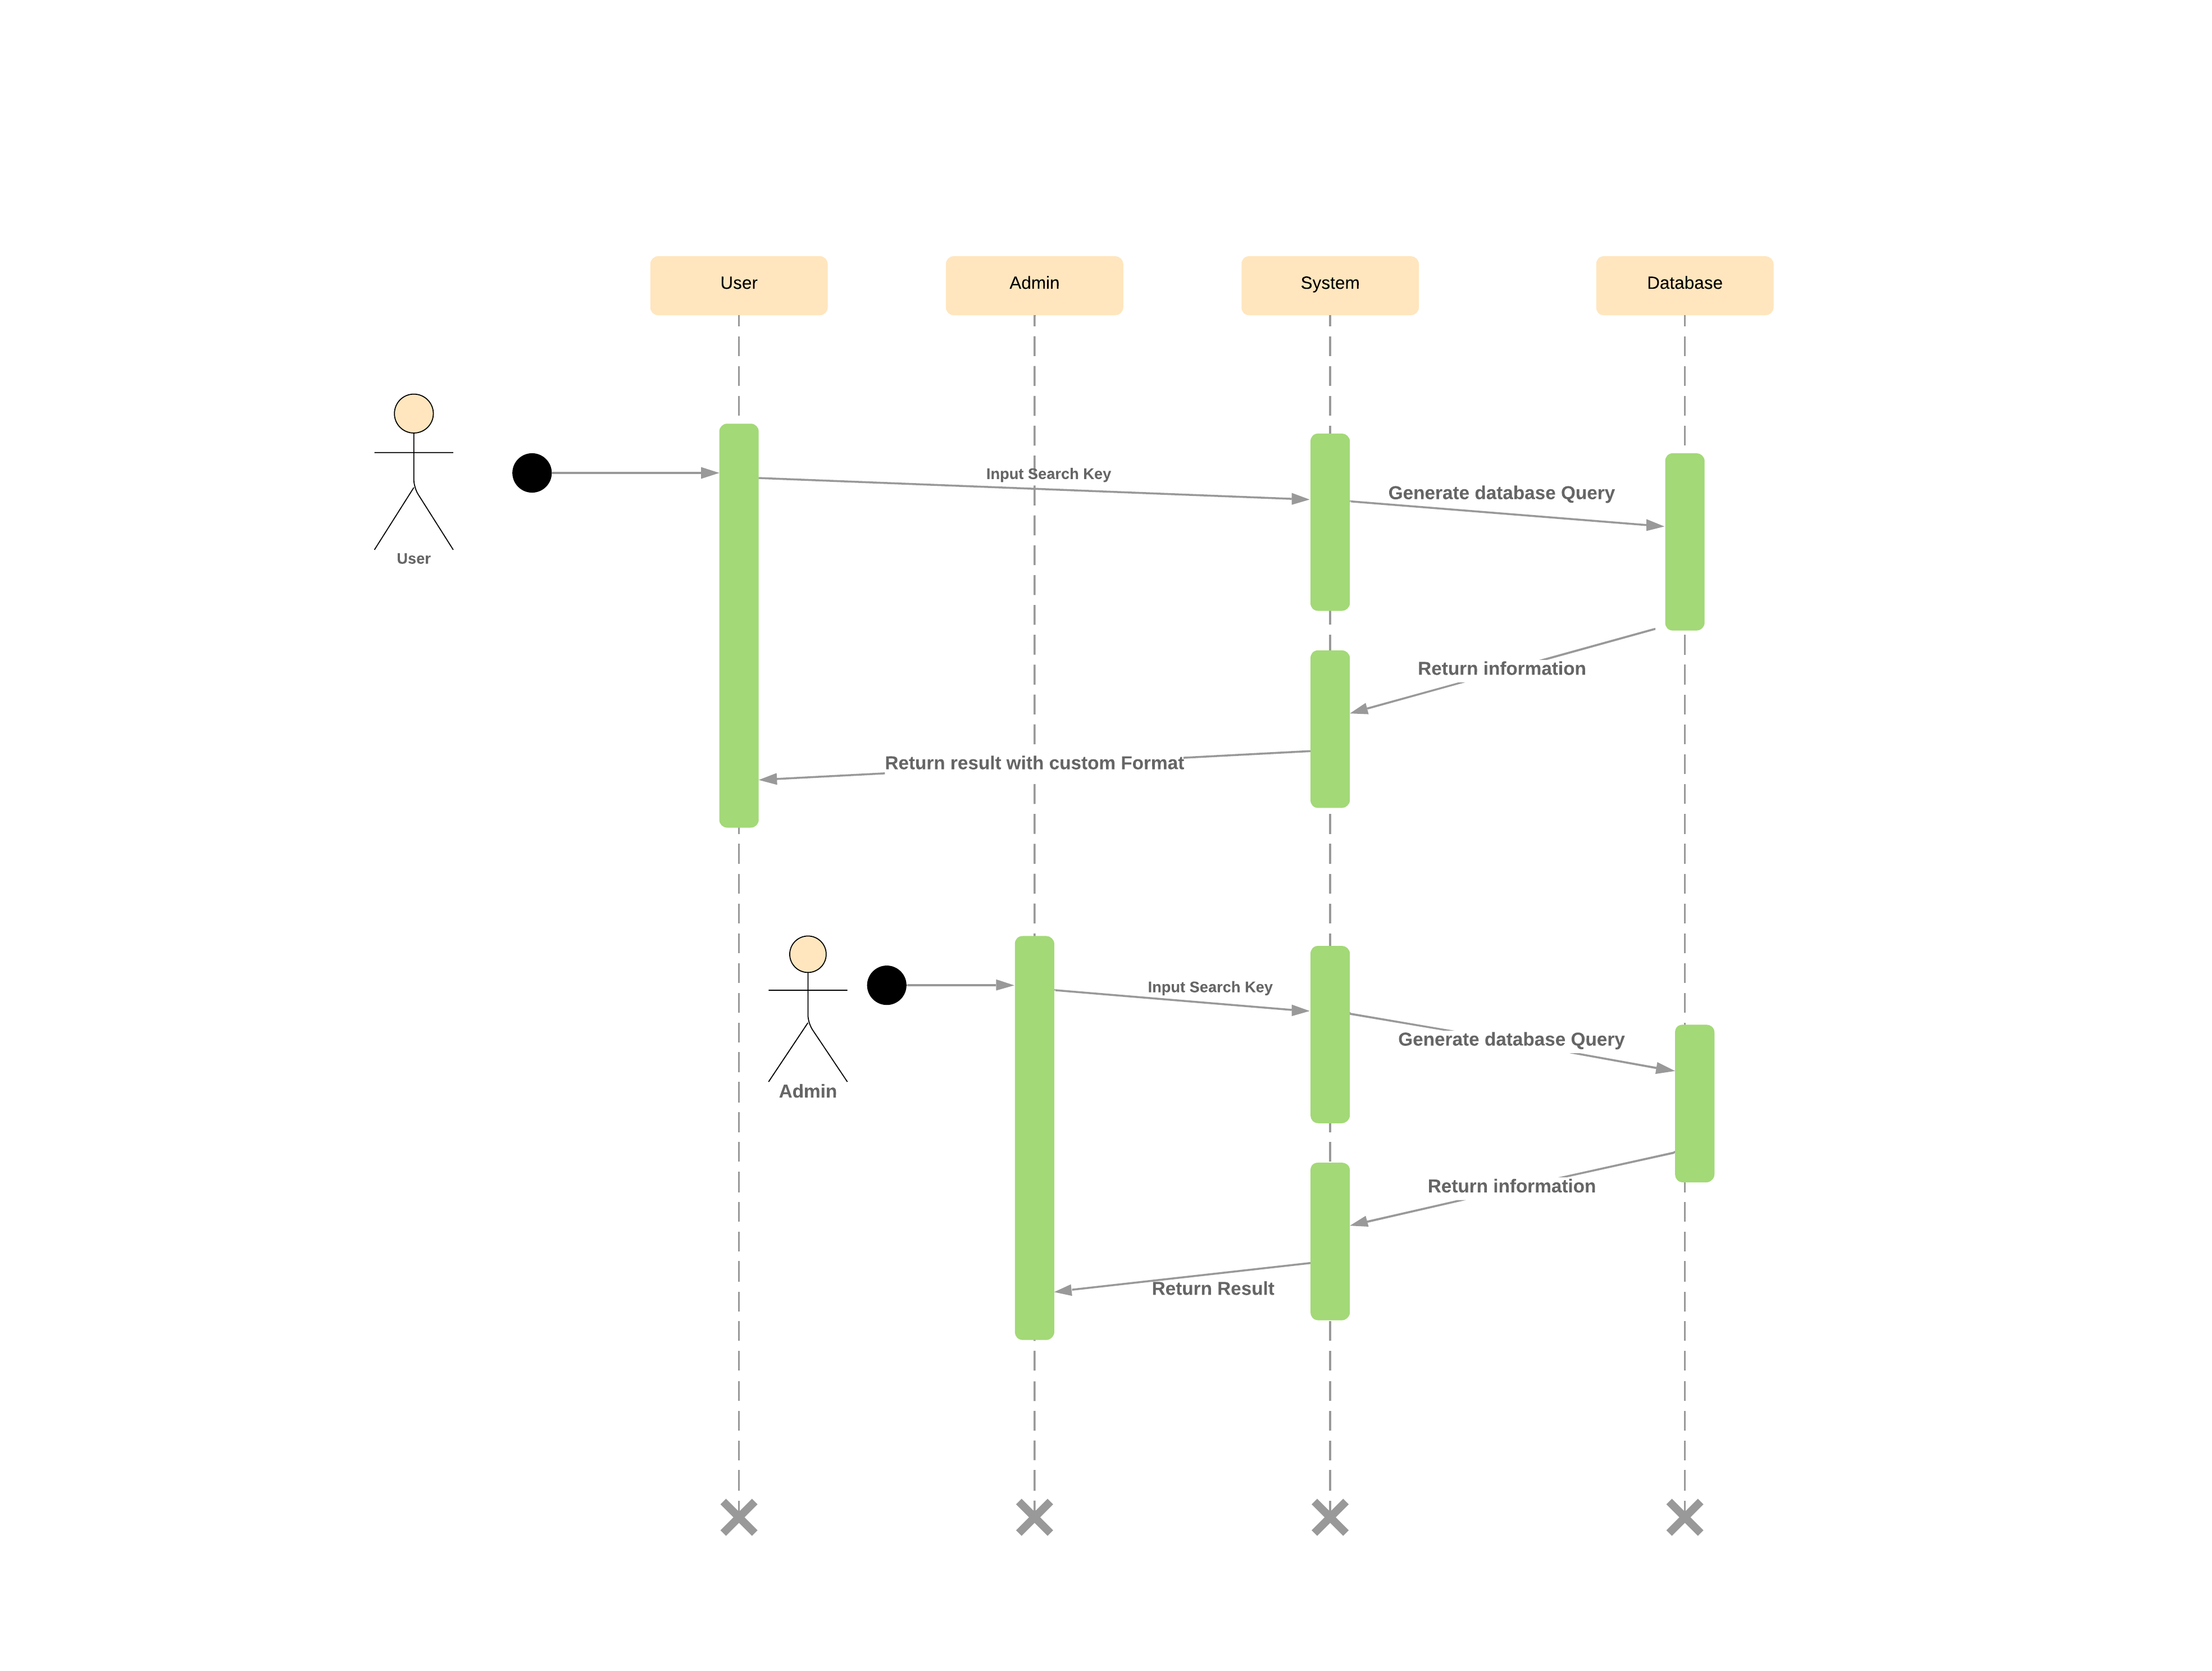 User
Admin
System
Database
Input Search Key
Generate database Query
User
Return information
Return result with custom Format
Input Search Key
Generate database Query
Admin
Return information
Return Result